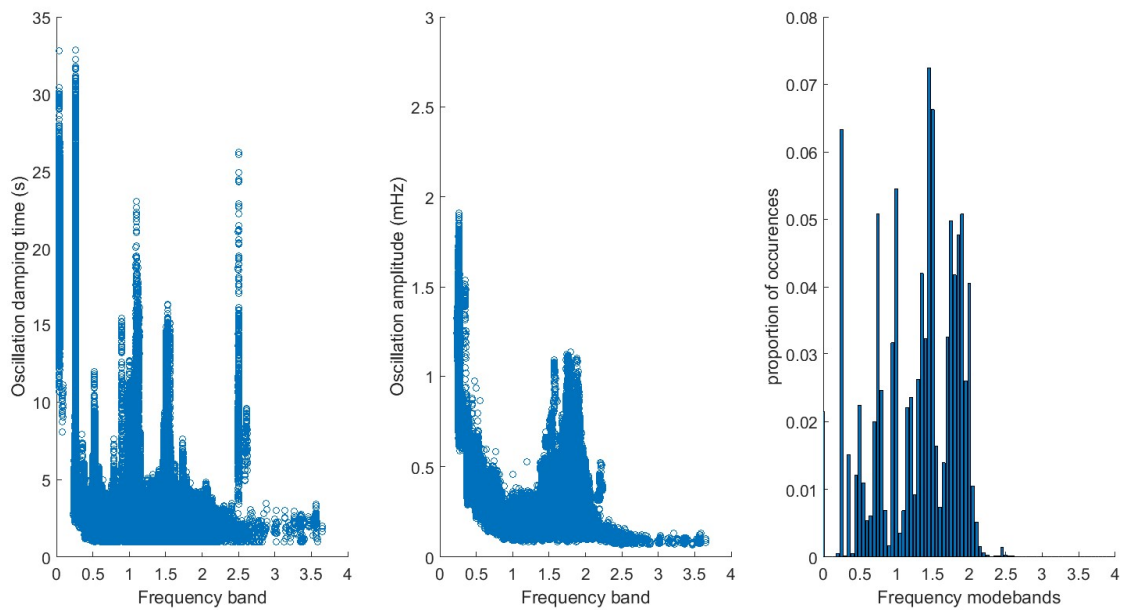 Oscillation damping time (s)
35
30
25
20
15
10
5
0
0 0.5 1 1.5 2 2.5 3 3.5 4
Frequency band
Oscillation amplitude (mHz)
3
2.5
2
1.5
1
0.5
0
0 0.5 1 1.5 2 2.5 3 3.5 4
Frequency band
proportion of occurences
0.08
0.07
0.06
0.05
0.04
0.03
0.02
0.01
0
0 0.5 1 1.5 2 2.5 3 3.5 4
Frequency modebands